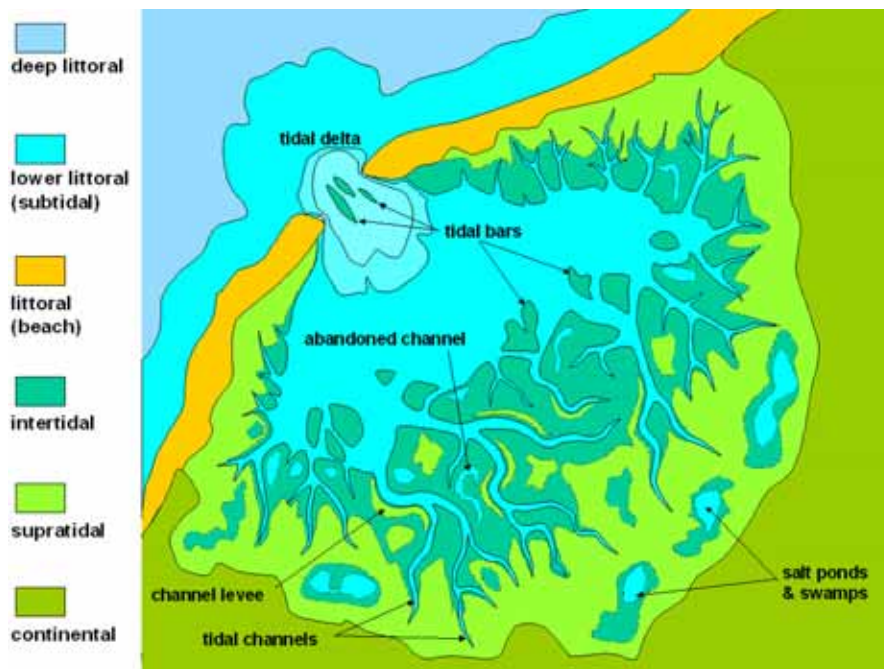 deep littoral
lower littoral
(subtidal)
littoral
(beach)
intertidal
supratidal
continental
tidal delta
tidal bars
abandoned channel
channel levee
tidal channels
salt ponds
& swamps